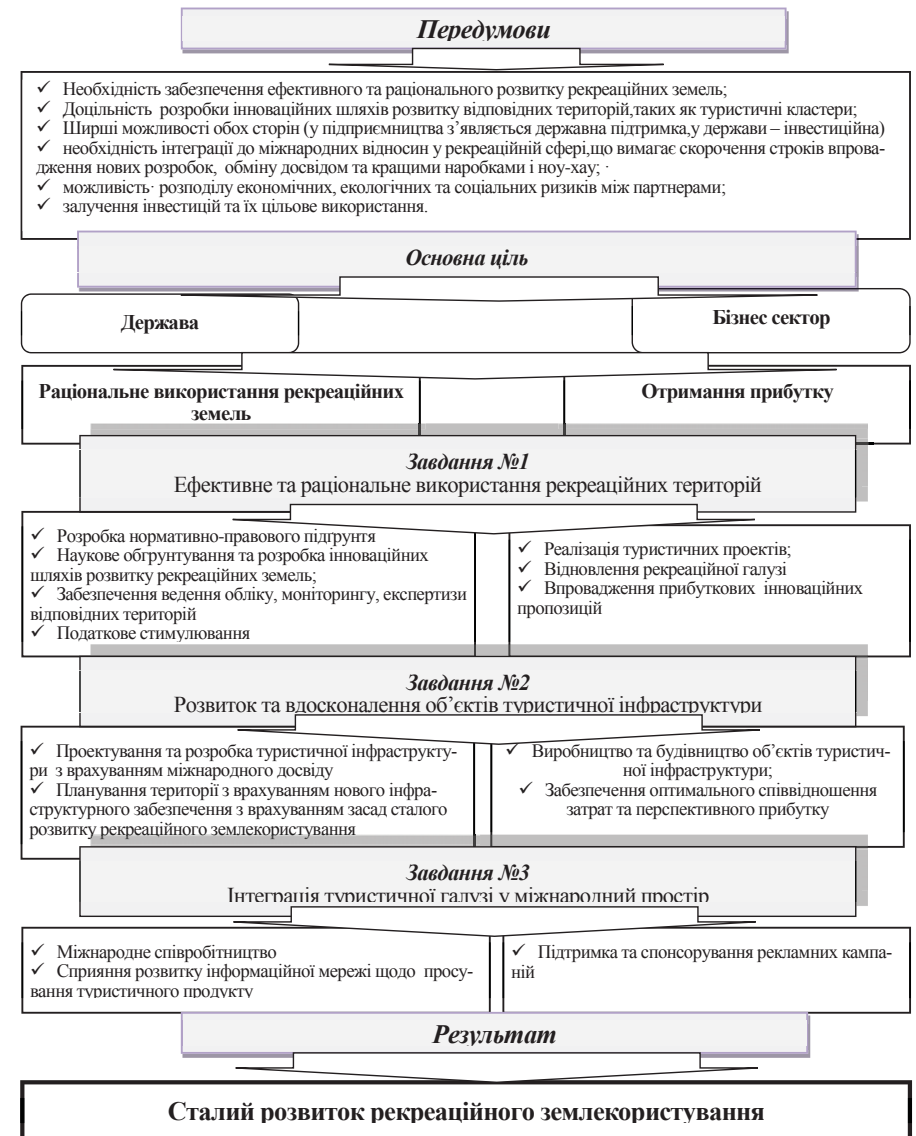 Передумови
✓ Необхідність забезпечення ефективного та раціонального розвитку рекреаційних земель;
✓ Доцільність розробки інноваційних шляхів розвитку відповідних територій,таких як туристичні кластери;
✓ Ширші можливості обох сторін (у підприємництва з’являється державна підтримка,у держави – інвестиційна)
✓ необхідність інтеграції до міжнародних відносин у рекреаційній сфері,що вимагає скорочення строків впрова-
дження нових розробок, обміну досвідом та кращими наробками і ноу-хау; ·
✓ можливість· розподілу економічних, екологічних та соціальних ризиків між партнерами;
✓ залучення інвестицій та їх цільове використання.
Основна ціль
Держава
Бізнес сектор
Раціональне використання рекреаційних
земель
Отримання прибутку
Завдання №1
Ефективне та раціональне використання рекреаційних територій
✓ Розробка нормативно-правового підґрунтя
✓ Наукове обгрунтування та розробка інноваційних
шляхів розвитку рекреаційних земель;
✓ Забезпечення ведення обліку, моніторингу, експертизи
відповідних територій
✓ Податкове стимулювання
✓ Реалізація туристичних проектів;
✓ Відновлення рекреаційної галузі
✓ Впровадження прибуткових інноваційних
пропозицій
Завдання №2
Розвиток та вдосконалення об’єктів туристичної інфраструктури
✓ Проектування та розробка туристичної інфраструкту-
ри з врахуванням міжнародного досвіду
✓ Планування території з врахуванням нового інфра-
структурного забезпечення з врахуванням засад сталого
розвитку рекреаційного землекористування
✓ Виробництво та будівництво об’єктів туристич-
ної інфраструктури;
✓ Забезпечення оптимального співвідношення
затрат та перспективного прибутку
Завдання №3
Інтеграція туристичної галузі у міжнародний простір
✓ Міжнародне співробітництво
✓ Сприяння розвитку інформаційної мережі щодо просу-
вання туристичного продукту
✓ Підтримка та спонсорування рекламних кампа-
ній
Результат
Сталий розвиток рекреаційного землекористування